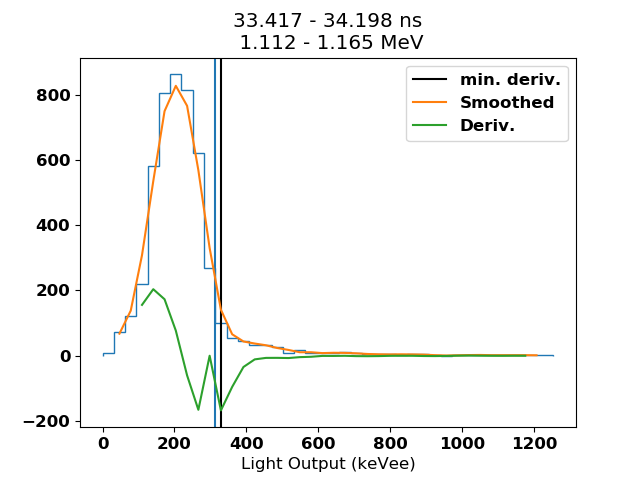 33.417 - 34.198 ns
1.112 - 1.165 MeV
min. deriv.
Smoothed
Deriv.
800
600
400
200
0
−200
0 200 400 600 800 1000 1200
Light Output (keVee)